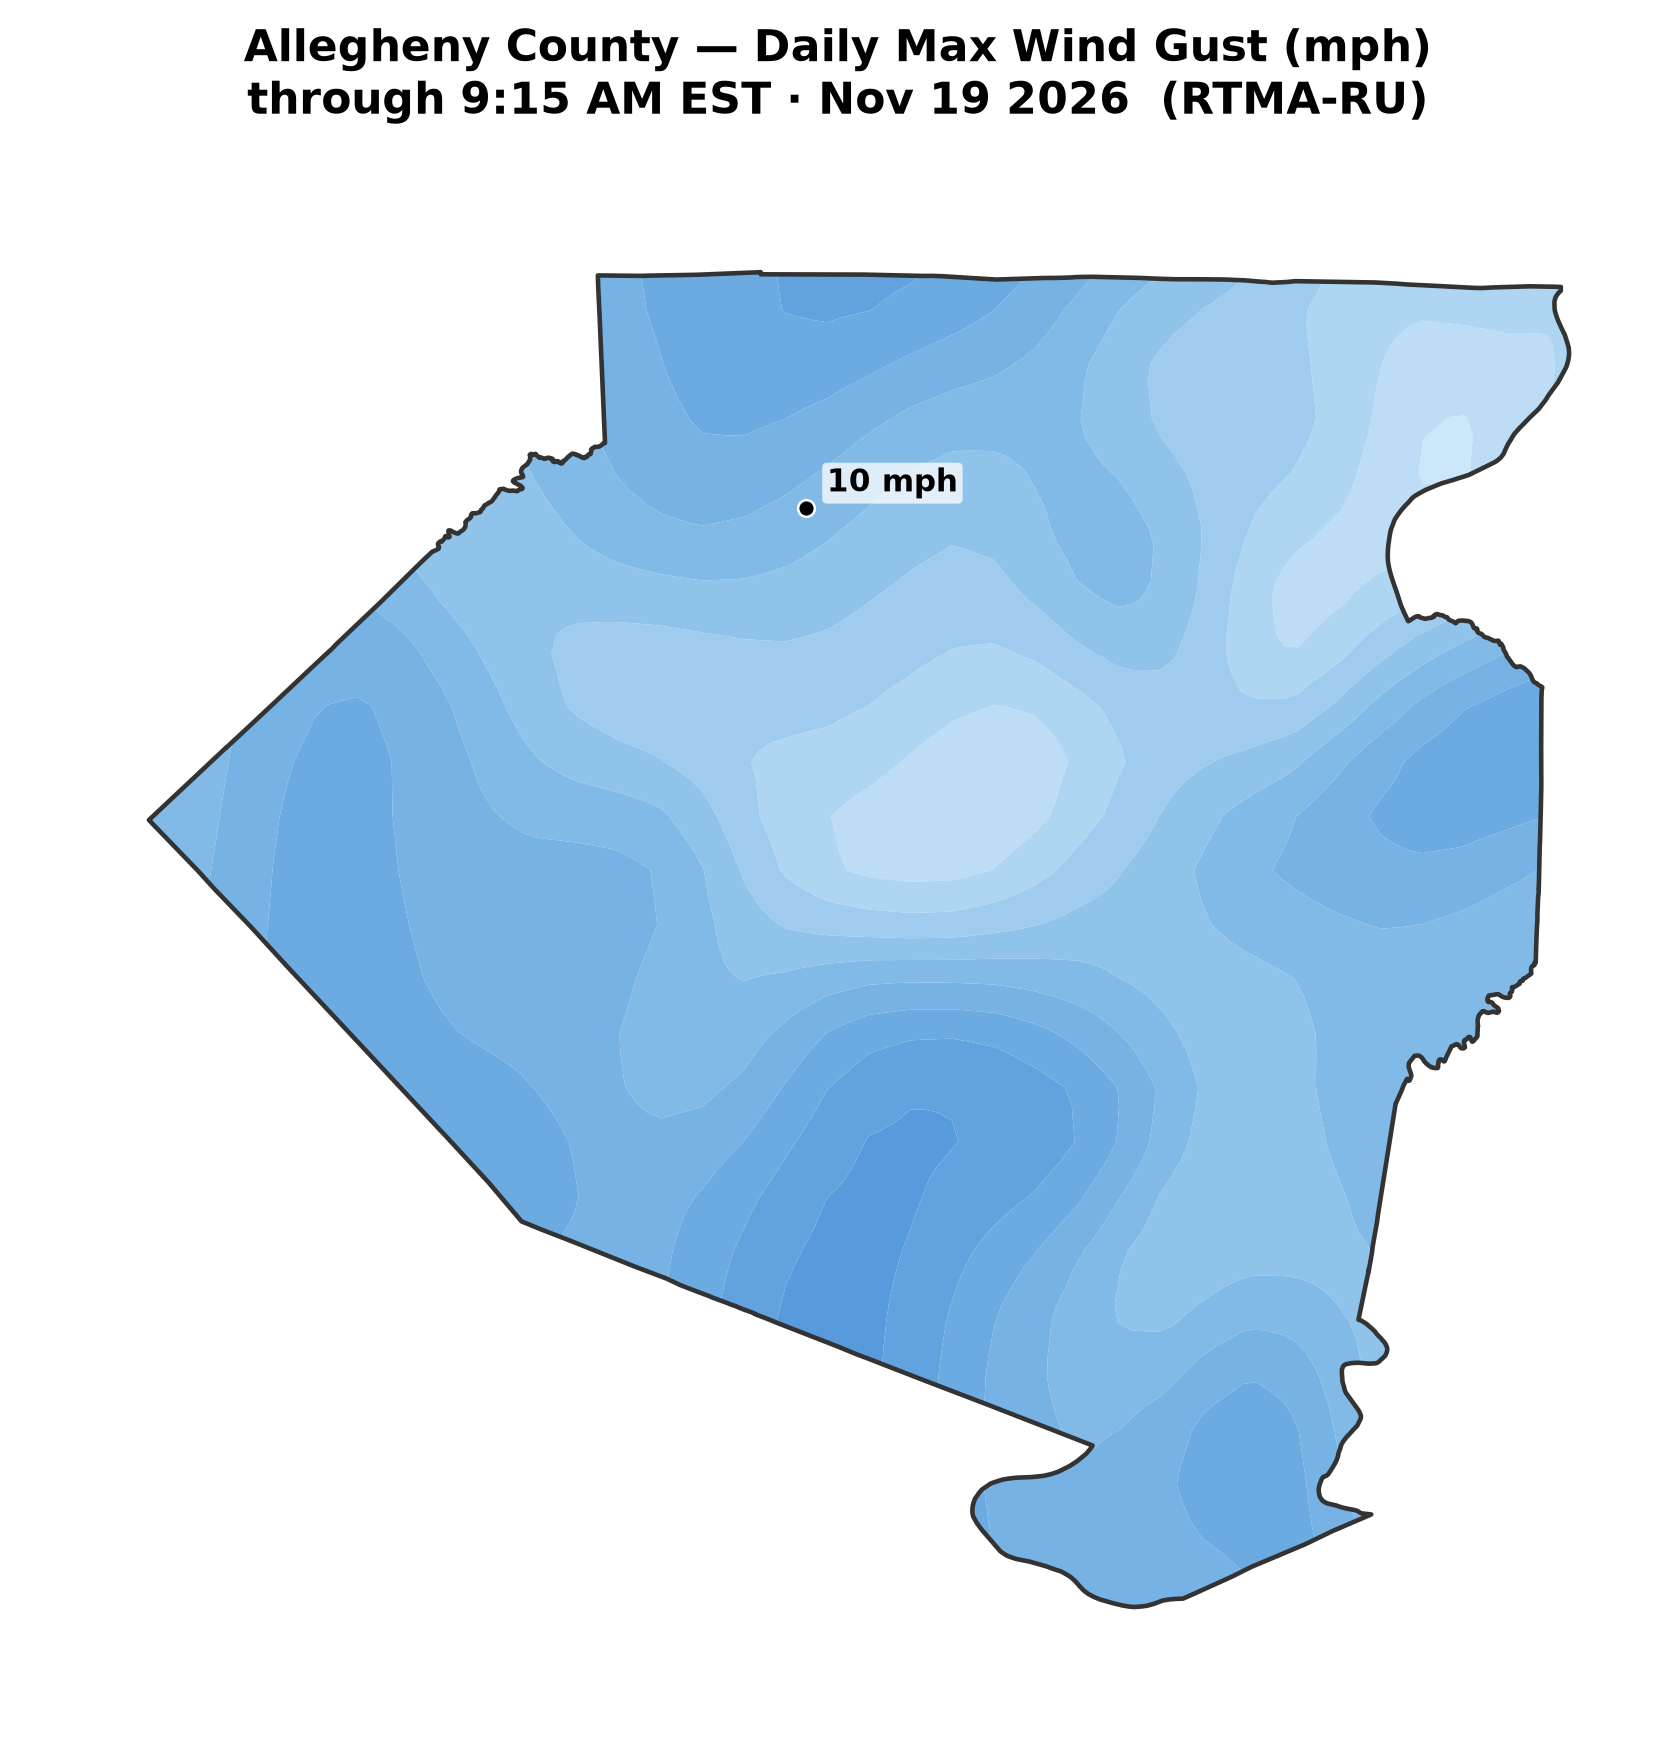 Allegheny County — Daily Max Wind Gust (mph)
through 9:15 AM EST · Nov 19 2026 (RTMA-RU)
10 mph